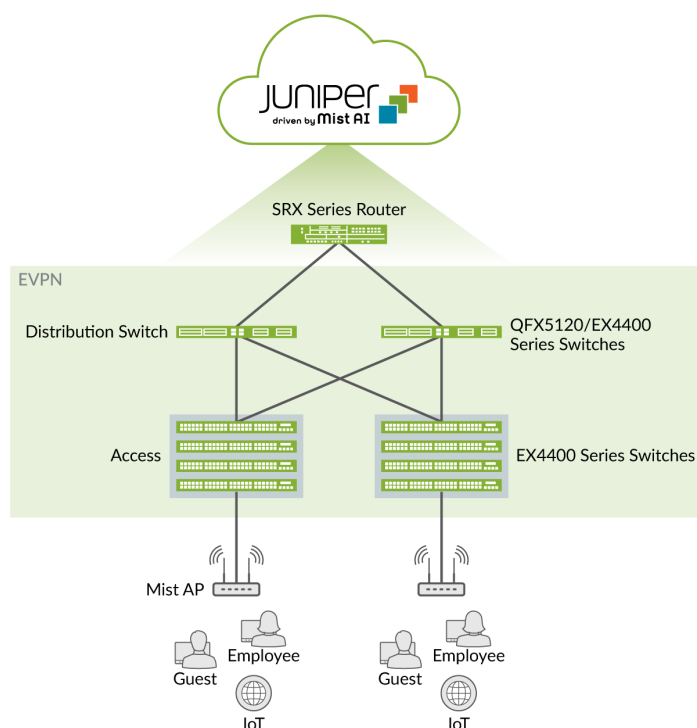 JUNIPER
driven by Mist AI
SRX Series Router
EVPN
Distribution Switch
QFX5120/EX4400
Series Switches
Access
EX4400 Series Switches
Mist AP
Guest
Employee
Guest
Employee
IoT
IoT